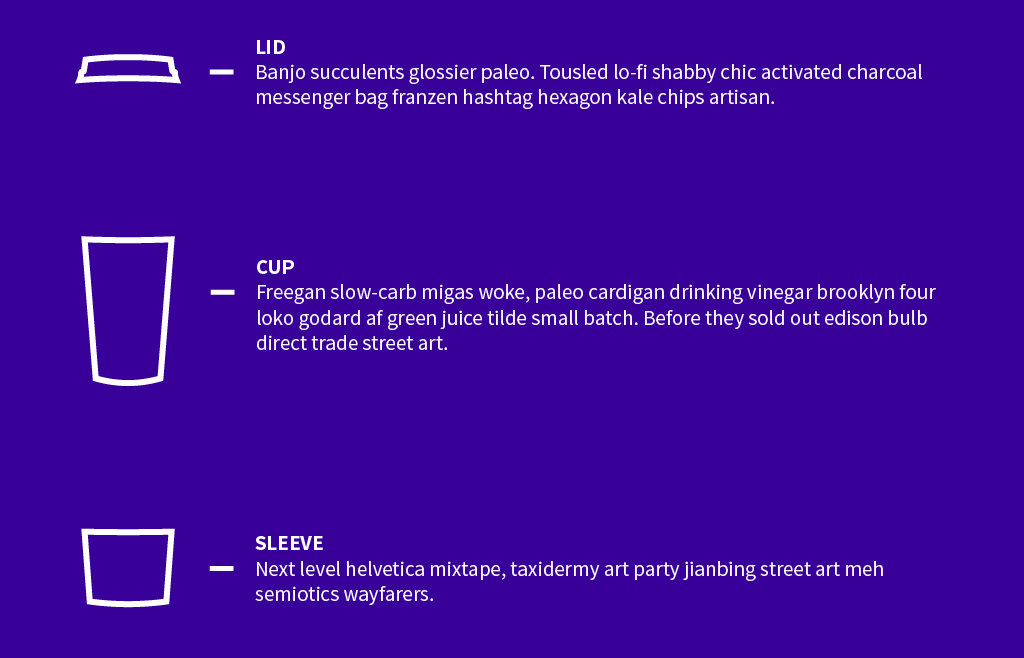 LID
Banjo succulents glossier paleo. Tousled lo-fi shabby chic activated charcoal
messenger bag franzen hashtag hexagon kale chips artisan.
CUP
Freegan slow-carb migas woke, paleo cardigan drinking vinegar brooklyn four
loko godard af green juice tilde small batch. Before they sold out edison bulb
direct trade street art.
SLEEVE
Next level helvetica mixtape, taxidermy art party jianbing street art meh
semiotics wayfarers.